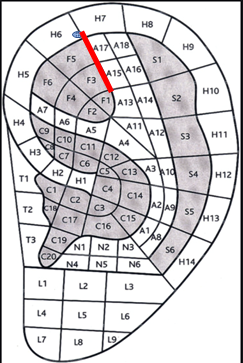 H7
H8
H6
A17
A18
H9
F5
S1
H5
A16
F6
F3
A15
H10
F4
F1
A13
A14
S2
F2
A7
A6
A11
H4
C9
A5
A12
S3
H11
C10
A4
C8
C11
H3
C7
C6
C12
A3
A10
S4
C5
C13
T1
H2
H12
H1
C4
C14
C1
A2
A9
S5
C2
C3
T2
C18
C17
C15
H13
C16
A1
A8
T3
C19
S6
N1
N2
N3
C20
H14
N4
N5
N6
L1
L2
L3
L4
L5
L6
L7
L8
L9